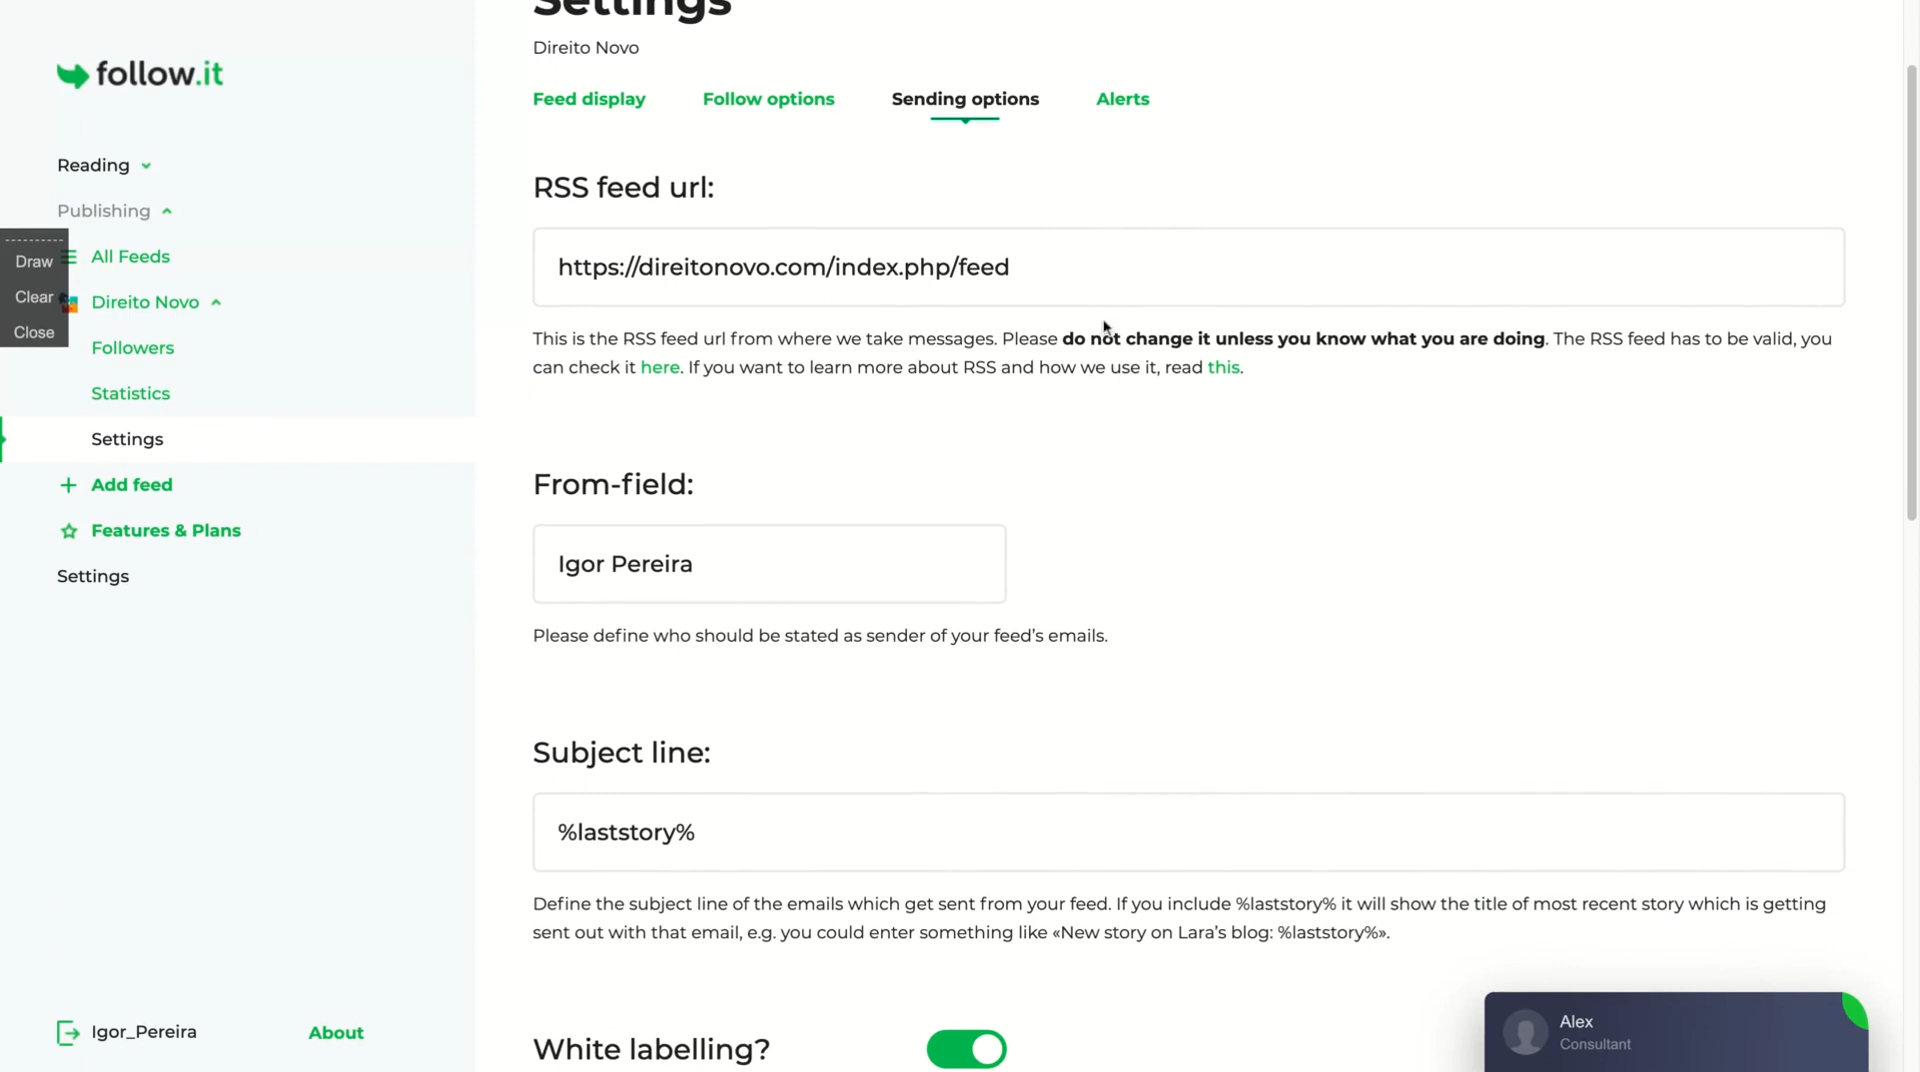 Settings
Direito Novo
follow.it
Feed display
Follow options
Sending options
Alerts
Reading
Publishing
Draw
Clear
Close
All Feeds
Direito Novo
Followers
Statistics
Settings
Add feed
Features & Plans
Settings
RSS feed url:
https://direitonovo.com/index.php/feed
This is the RSS feed url from where we take messages. Please do not change it unless you know what you are doing. The RSS feed has to be valid, you
can check it here. If you want to learn more about RSS and how we use it, read this.
From-field:
Igor Pereira
Please define who should be stated as sender of your feed's emails.
Subject line:
%laststory%
Define the subject line of the emails which get sent from your feed. If you include %laststory% it will show the title of most recent story which is getting
sent out with that email, e.g. you could enter something like «New story on Lara's blog: %laststory%».
White labelling?
Igor_Pereira
About
Alex
Consultant